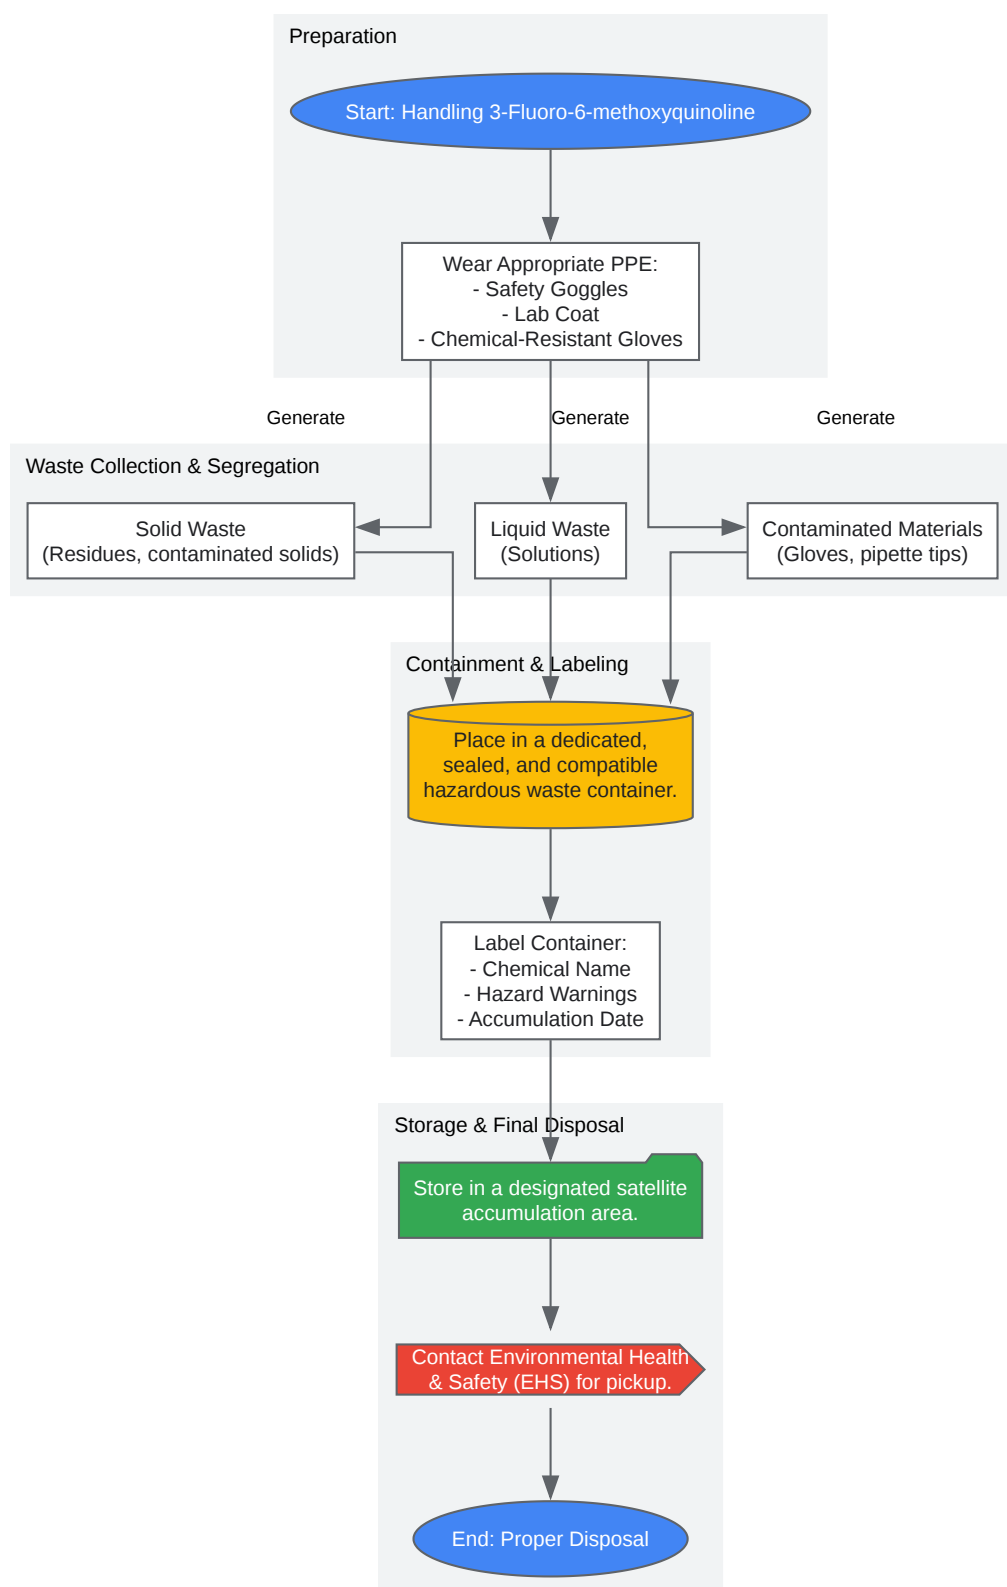 Preparation
Start: Handling 3-Fluoro-6-methoxyquinoline
Wear Appropriate PPE:
- Safety Goggles
- Lab Coat
- Chemical-Resistant Gloves
Generate
Generate
Generate
Waste Collection & Segregation
Solid Waste
(Residues, contaminated solids)
Liquid Waste
(Solutions)
Contaminated Materials
(Gloves, pipette tips)
Containment & Labeling
Place in a dedicated,
sealed, and compatible
hazardous waste container.
Label Container:
- Chemical Name
- Hazard Warnings
- Accumulation Date
Storage & Final Disposal
Store in a designated satellite
accumulation area.
Contact Environmental Health
& Safety (EHS) for pickup.
End: Proper Disposal